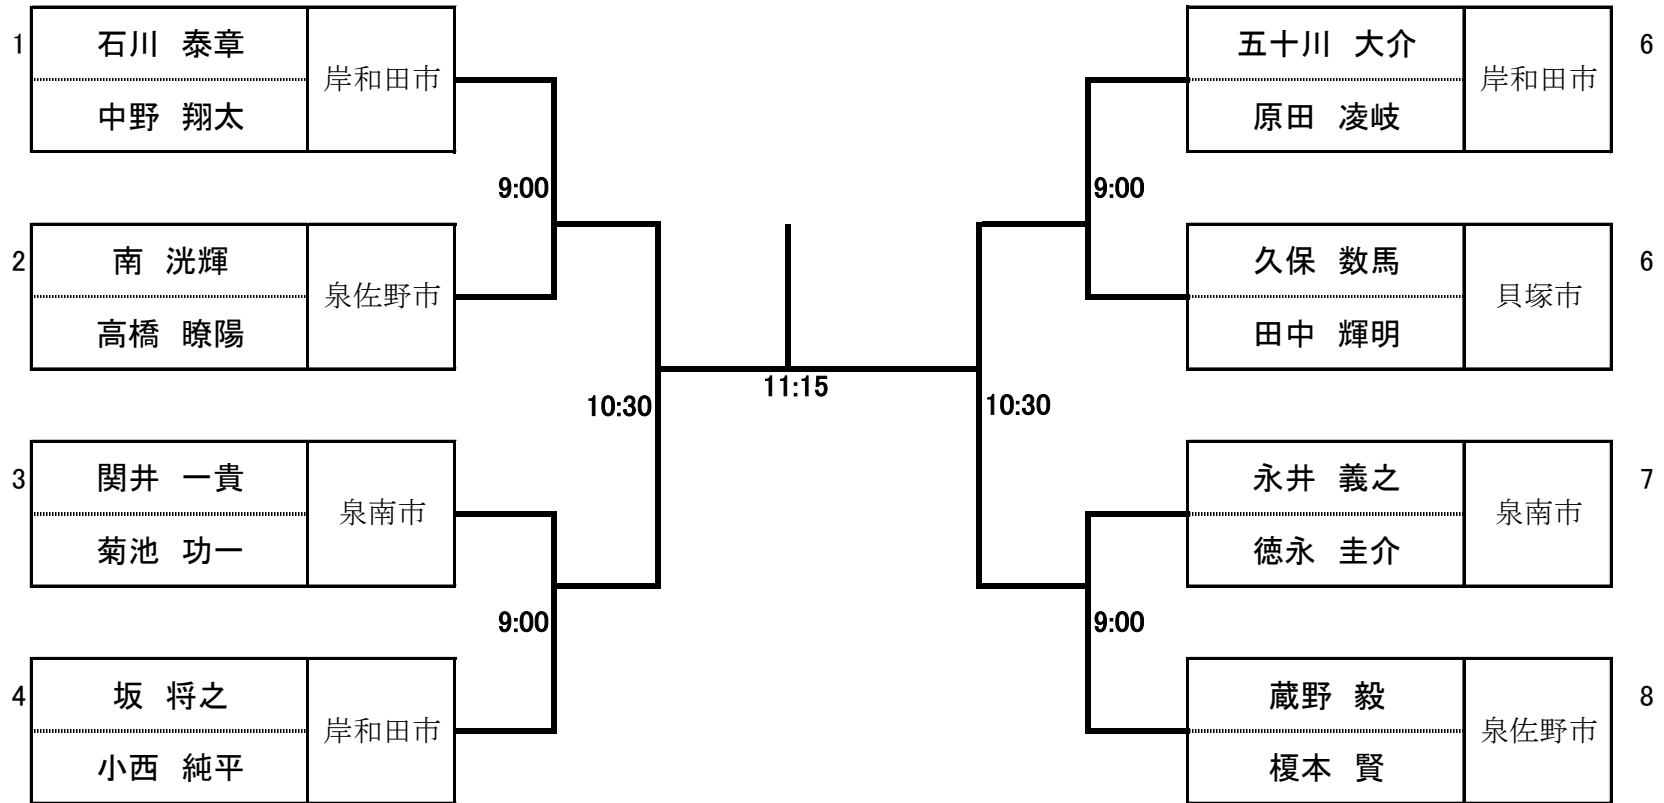 1
石川 泰章
岸和田市
中野 翔太
9:00
2
南 洸輝
泉佐野市
高橋 瞭陽
10:30
3
関井 一貴
泉南市
菊池 功一
9:00
4
坂 将之
岸和田市
小西 純平
11:15
五十川 大介
岸和田市
6
原田 凌岐
9:00
久保 数馬
貝塚市
6
田中 輝明
10:30
永井 義之
泉南市
7
徳永 圭介
9:00
蔵野 毅
泉佐野市
8
榎本 賢